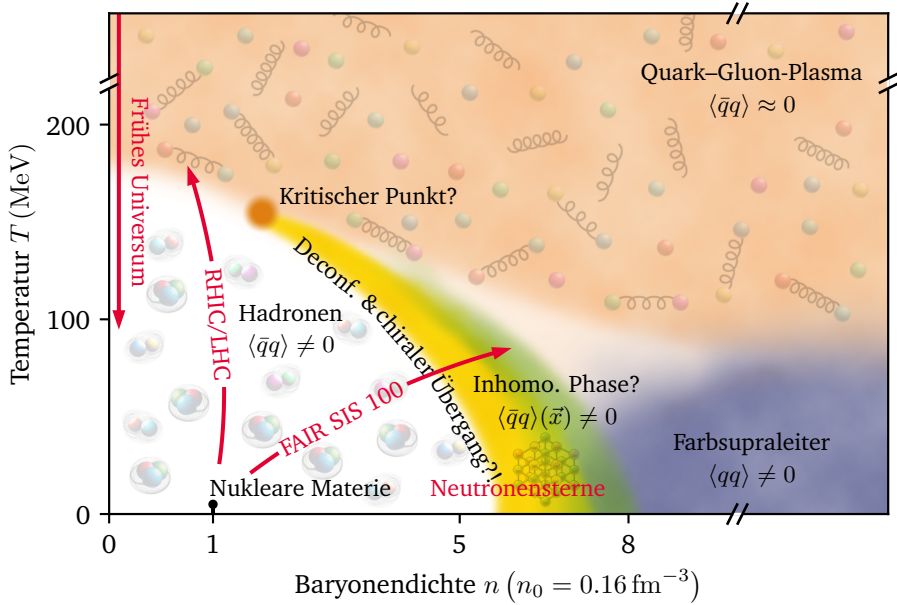 Quark–Gluon-Plasma
⟨q̄q⟩ ≈ 0
Frühes Universum
Kritischer Punkt?
Deconf. & chiraler Übergang?!
RHIC/LHC
Hadronen
⟨q̄q⟩ ≠ 0
FAIR SIS 100
Inhomo. Phase?
⟨q̄q⟩(x⃗) ≠ 0
Farbsupraleiter
⟨qq⟩ ≠ 0
Nukleare Materie
Neutronensterne
Temperatur T (MeV)
200
100
0
0 1 5 8
Baryonendichte n (n₀ = 0.16 fm⁻³)